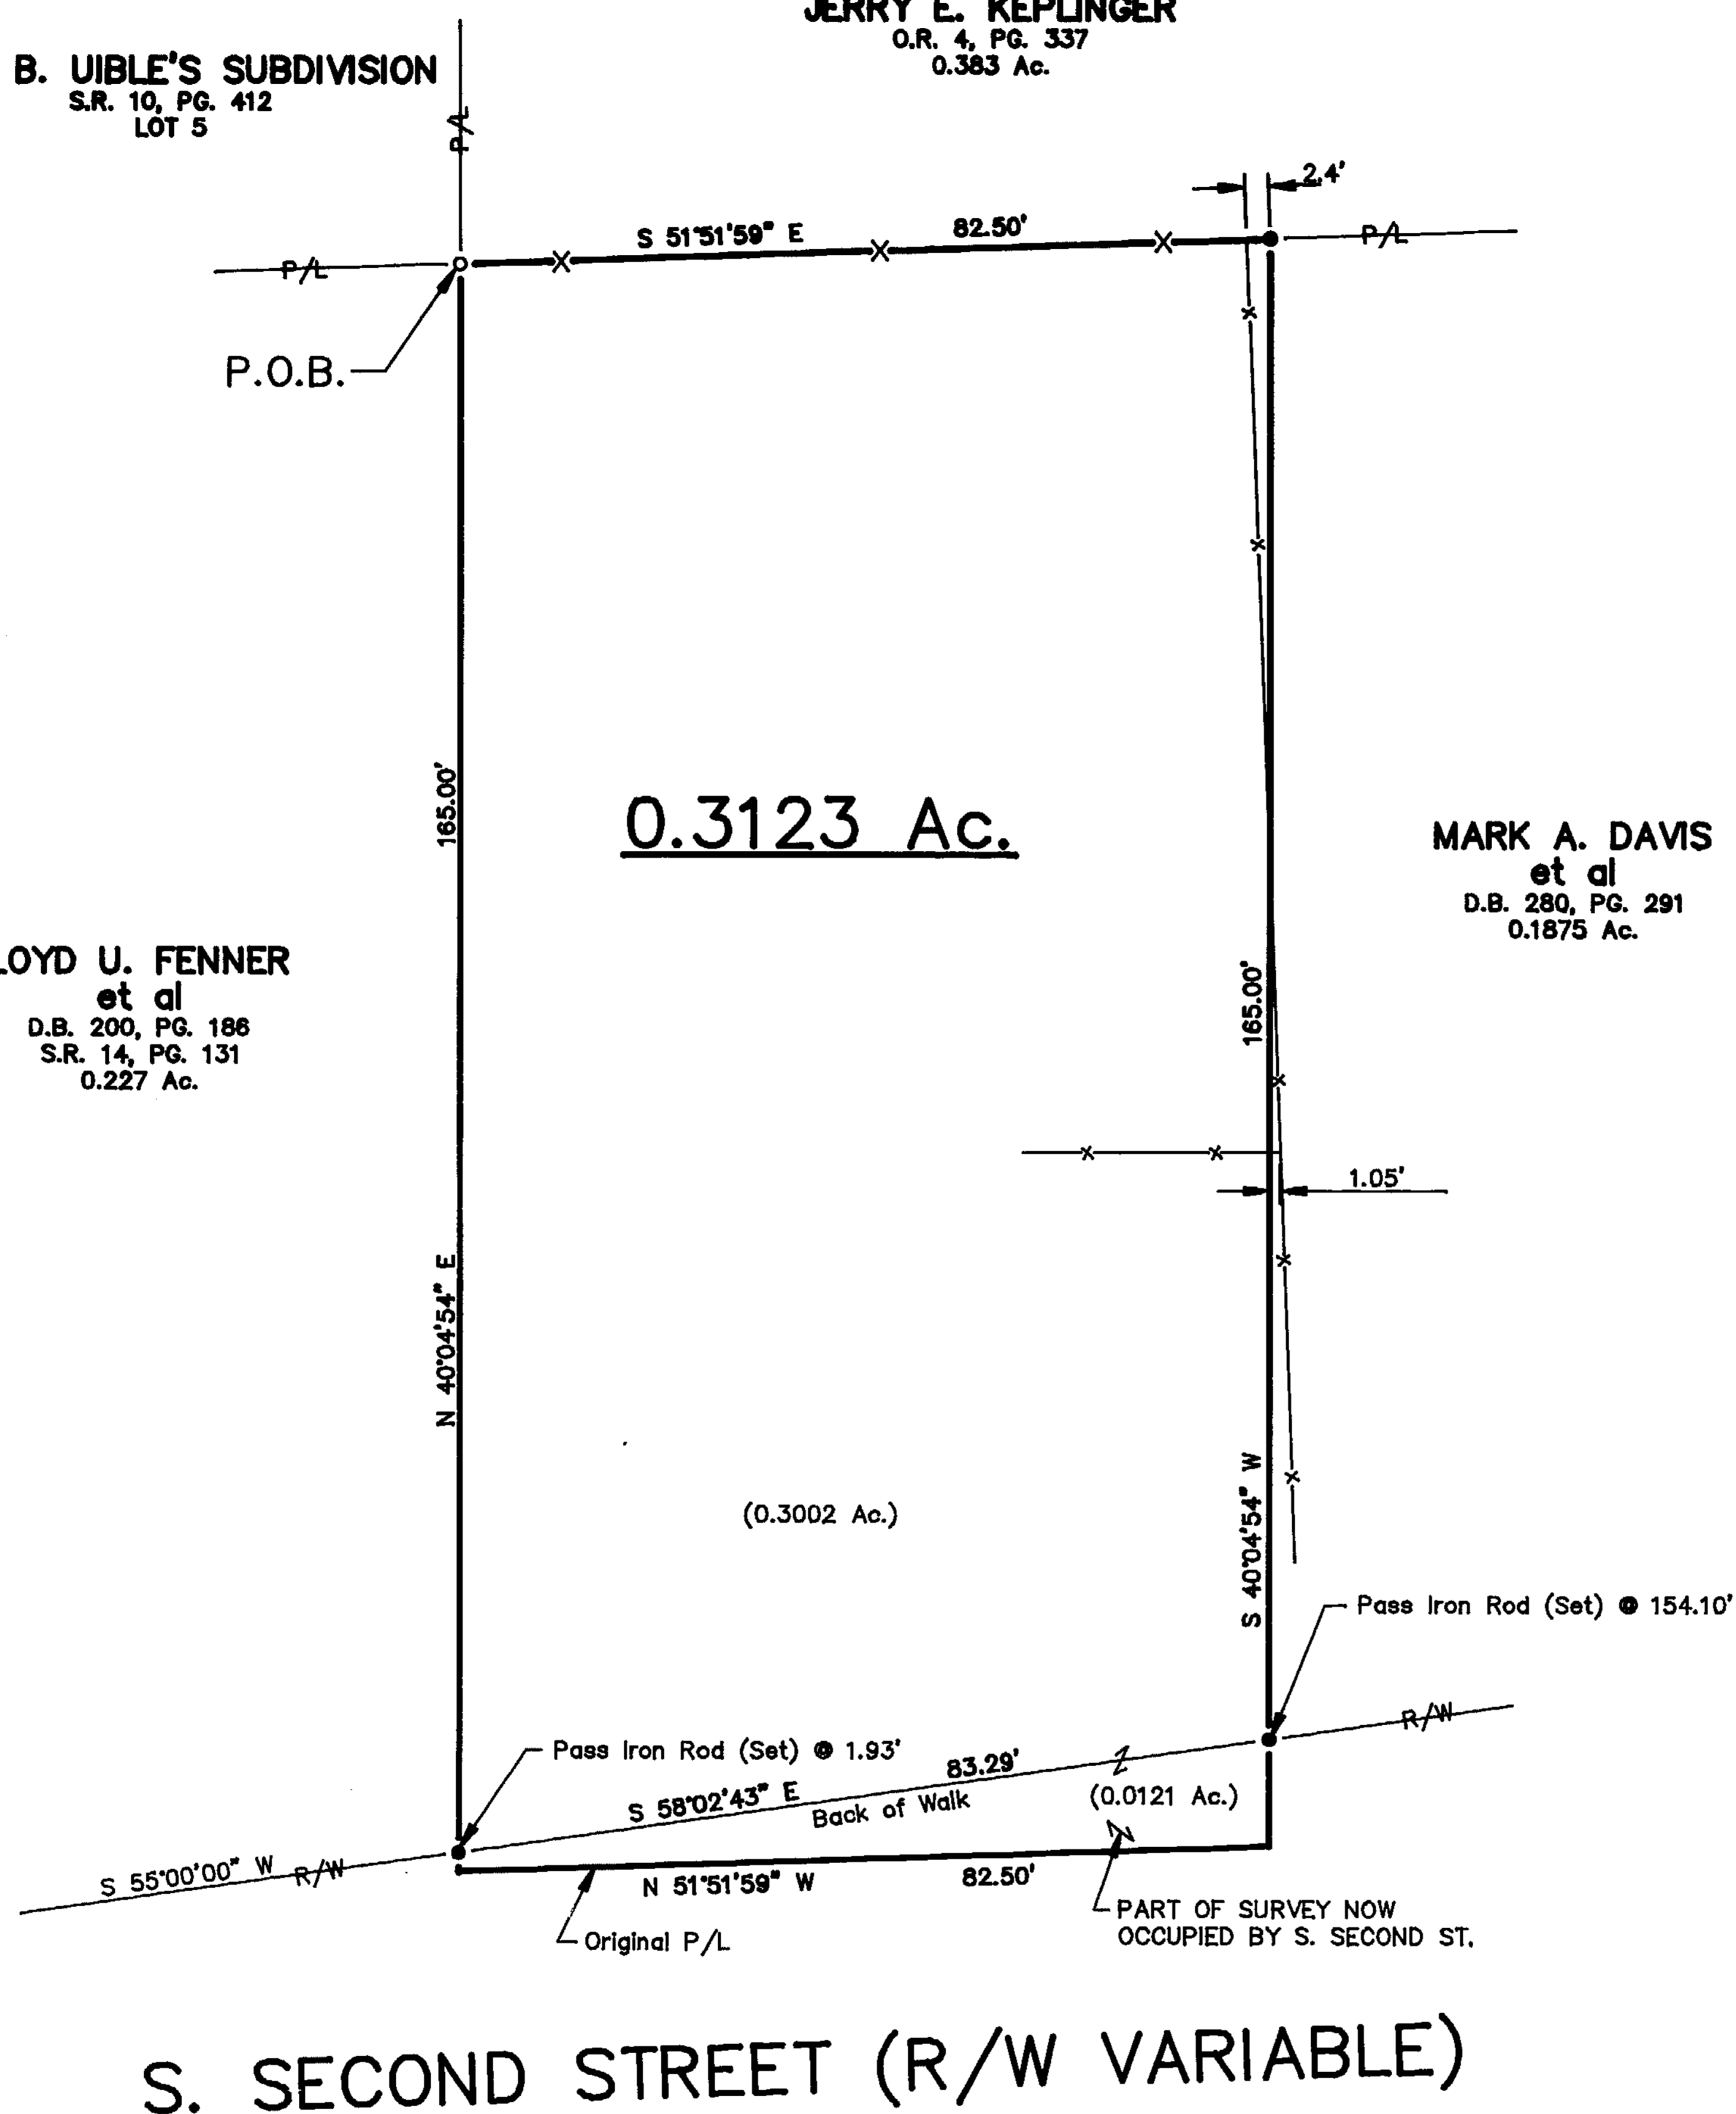 JERRY E. KEPLINGER
O.R. 4, PG. 337
0.383 Ac.
B. UIBLE'S SUBDIVISION
S.R. 10, PG. 412
LOT 5
P/L
2.4'
S 51°51'59" E
82.50'
P/L
P/L
P.O.B.
165.00'
0.3123 Ac.
MARK A. DAVIS
et al
D.B. 280, PG. 291
0.1875 Ac.
LOYD U. FENNER
et al
D.B. 200, PG. 186
S.R. 14, PG. 131
0.227 Ac.
165.00'
1.05'
N 40°04'54" E
S 40°04'54" W
(0.3002 Ac.)
Pass Iron Rod (Set) @ 154.10'
R/W
Pass Iron Rod (Set) @ 1.93'
83.29'
S 58°02'43" E
Back of Walk
(0.0121 Ac.)
S 55°00'00" W
R/W
N 51°51'59" W
82.50'
Original P/L
PART OF SURVEY NOW
OCCUPIED BY S. SECOND ST.
S. SECOND STREET (R/W VARIABLE)